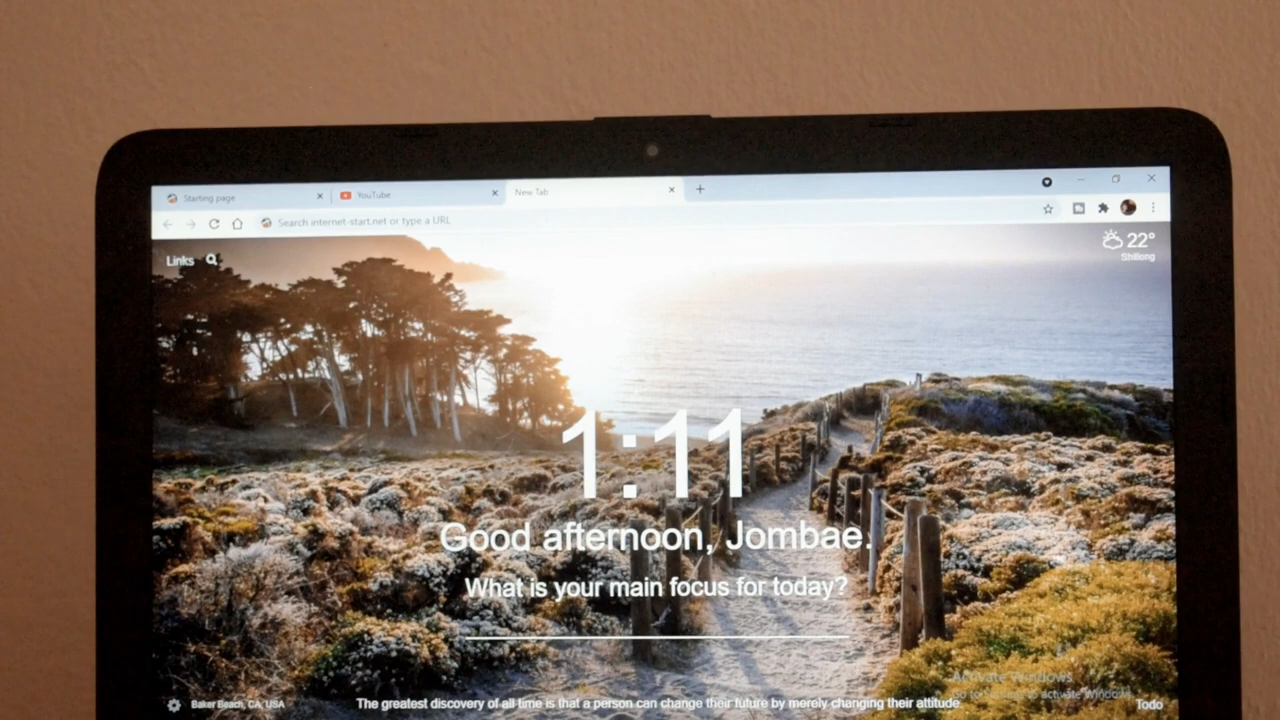 Starting page
YouTube
New Tab
Search internet-start.net or type a URL
Links
22°
Shillong
1:11
Good afternoon, Jombae.
What is your main focus for today?
Activate Windows
Go to Settings to activate Windows.
Baker Beach, CA, USA
The greatest discovery of all time is that a person can change their future by merely changing their attitude.
Todo